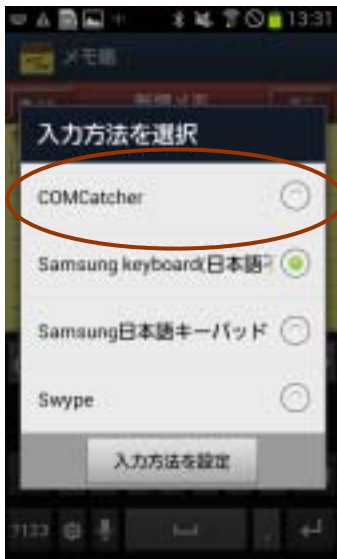 13:31
メモ帳
入力方法を選択
COMCatcher
Samsung keyboard(日本語
Samsung日本語キーパッド
Swype
入力方法を設定